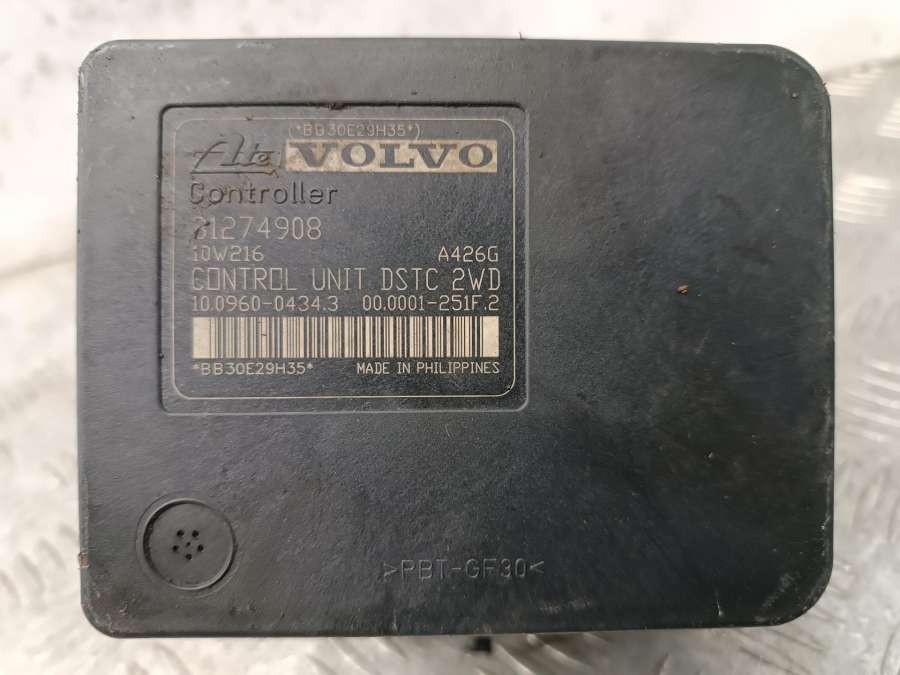 (*BB30E29H35*)
Ate VOLVO
Controller
31274908
10W216 A426G
CONTROL UNIT DSTC 2WD
10.0960-0434.3 00.0001-251F.2
*BB30E29H35* MADE IN PHILIPPINES
>PBT-GF30<